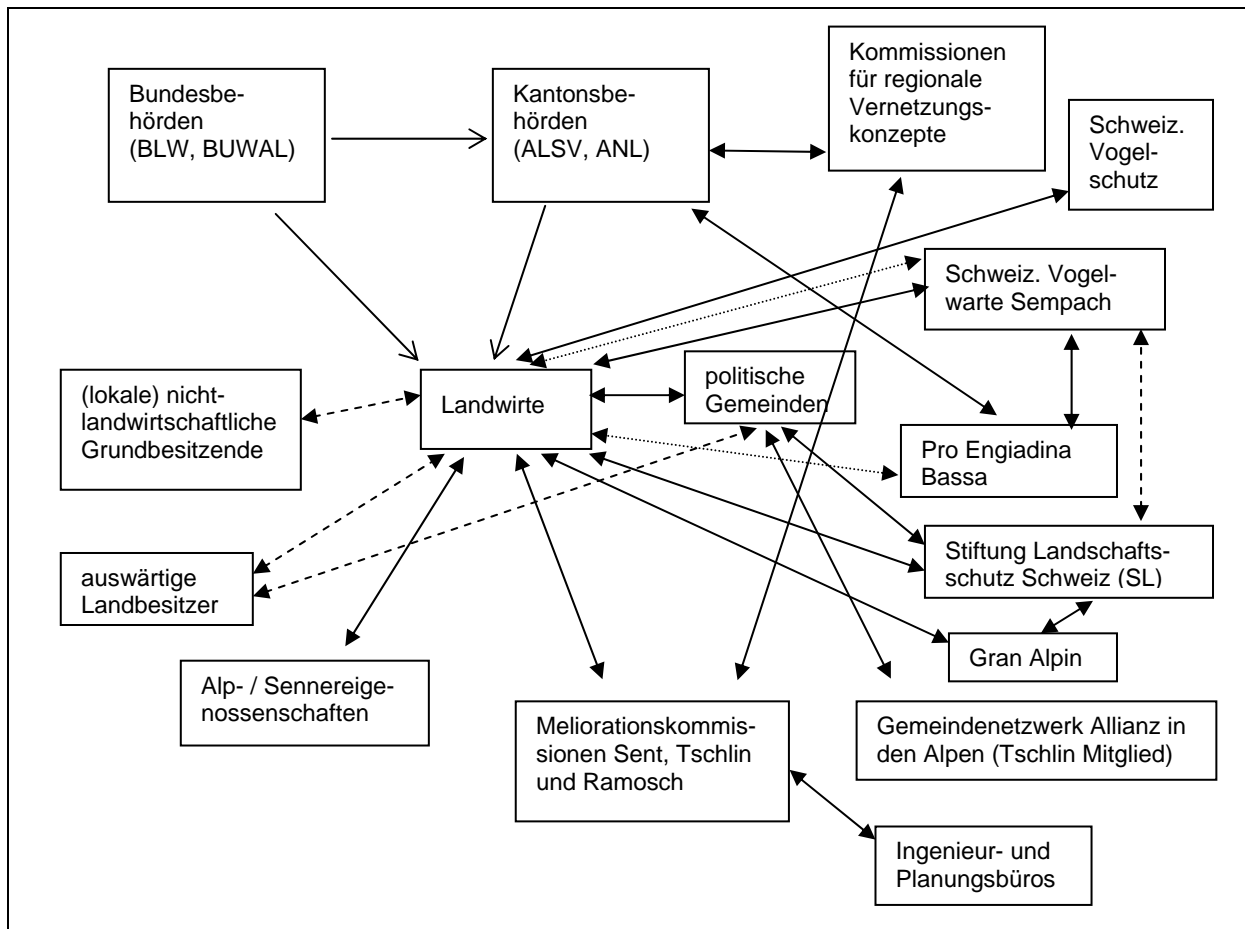 Bundesbe-
hörden
(BLW, BUWAL)
Kantonsbe-
hörden
(ALSV, ANL)
Kommissionen
für regionale
Vernetzungs-
konzepte
Schweiz.
Vogel-
schutz
Schweiz. Vogel-
warte Sempach
(lokale) nicht-
landwirtschaftliche
Grundbesitzende
Landwirte
politische
Gemeinden
Pro Engiadina
Bassa
auswärtige
Landbesitzer
Stiftung Landschafts-
schutz Schweiz (SL)
Gran Alpin
Alp- / Sennereige-
nossenschaften
Meliorationskommis-
sionen Sent, Tschlin
und Ramosch
Gemeindenetzwerk Allianz in
den Alpen (Tschlin Mitglied)
Ingenieur- und
Planungsbüros